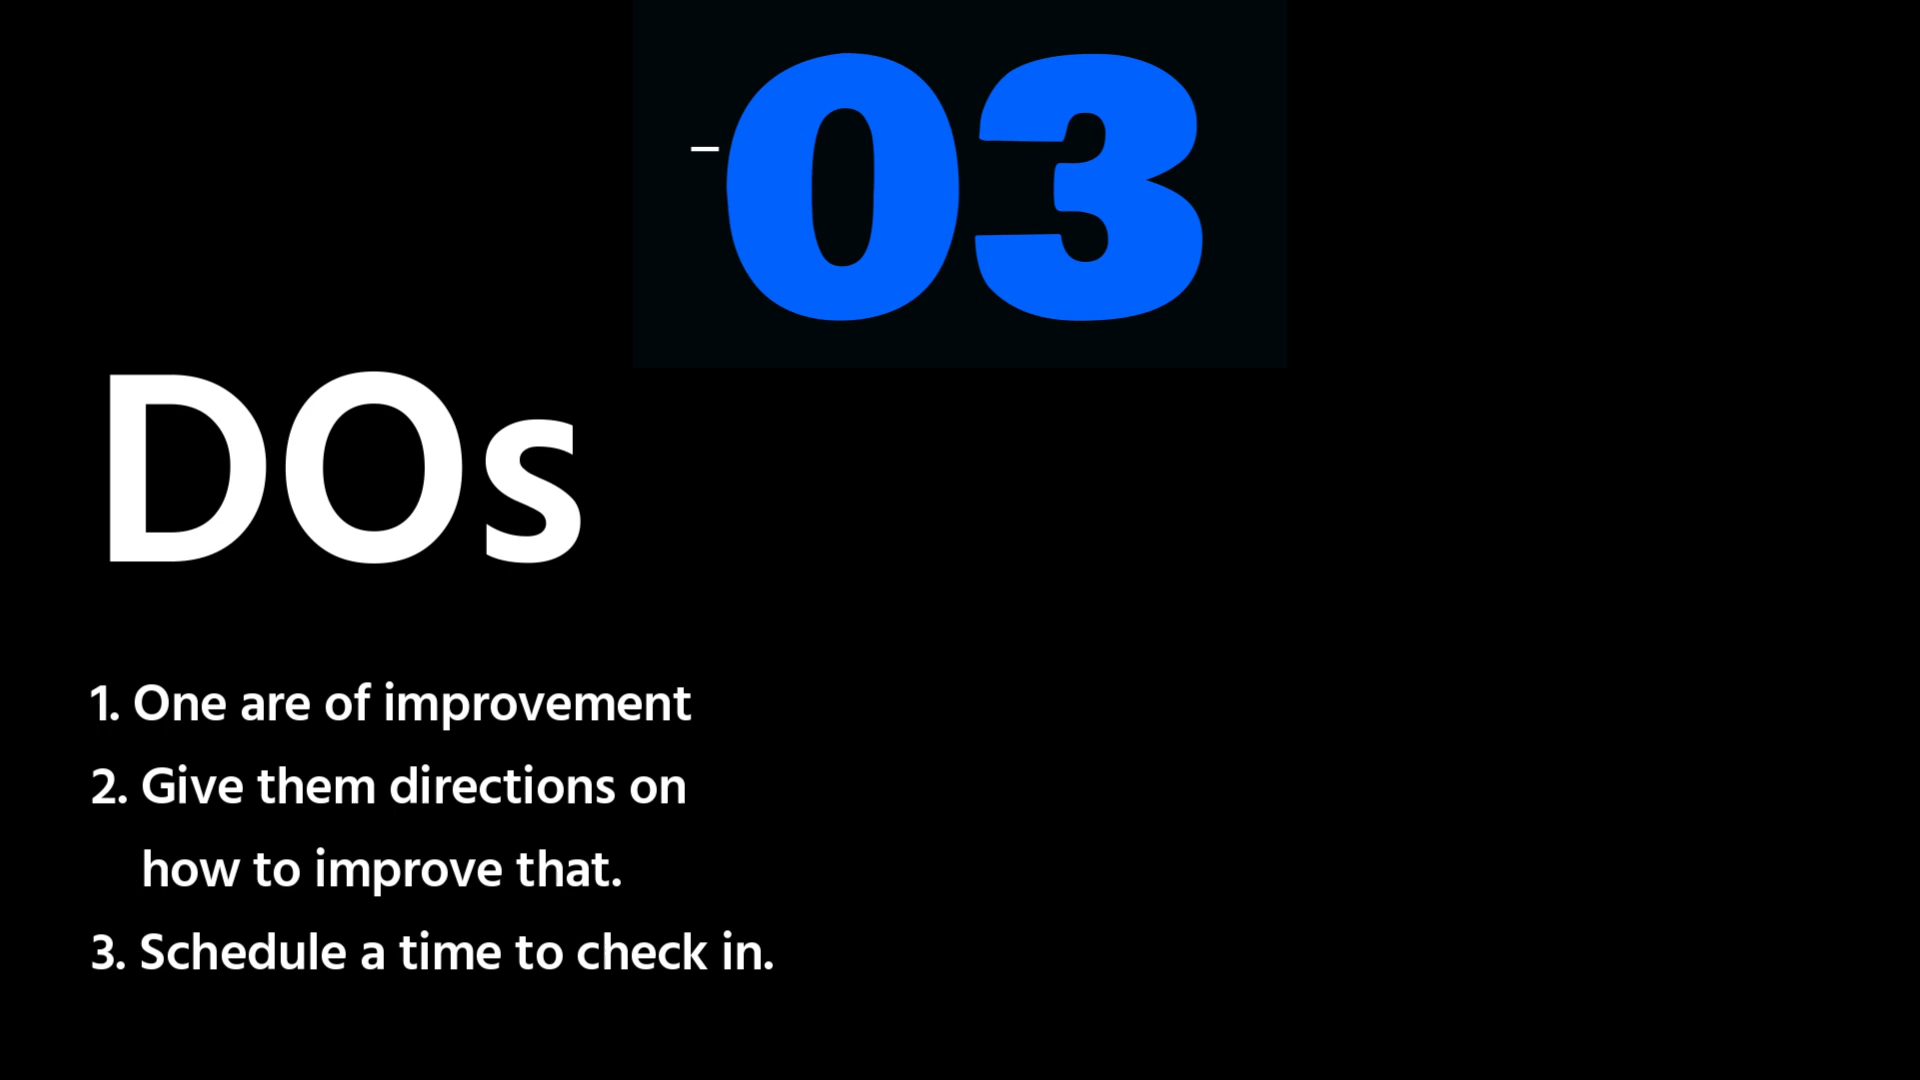 – 03
DOs
1. One are of improvement
2. Give them directions on
how to improve that.
3. Schedule a time to check in.